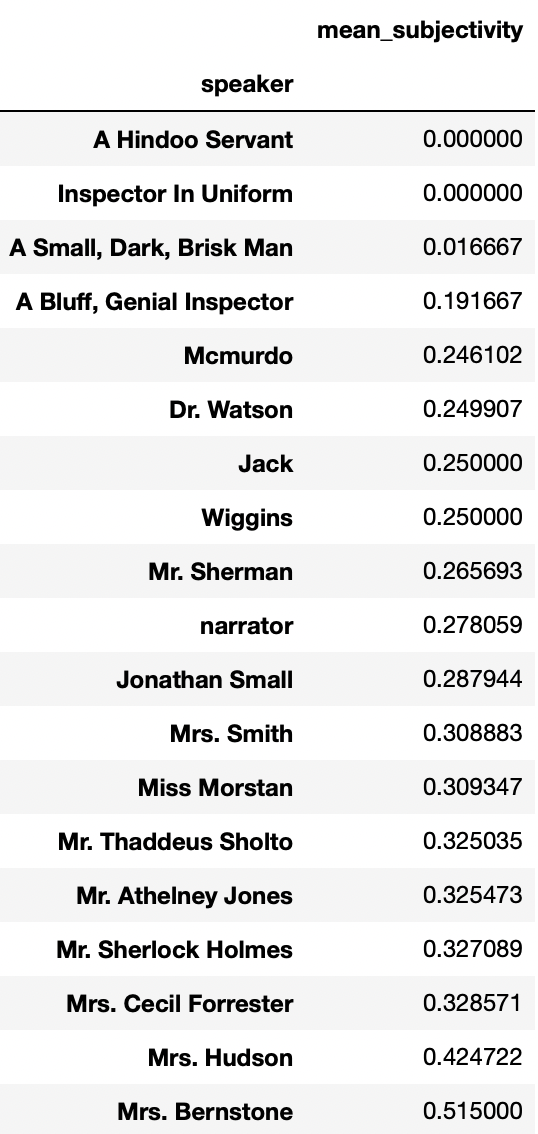 mean_subjectivity
speaker
A Hindoo Servant 0.000000
Inspector In Uniform 0.000000
A Small, Dark, Brisk Man 0.016667
A Bluff, Genial Inspector 0.191667
Mcmurdo 0.246102
Dr. Watson 0.249907
Jack 0.250000
Wiggins 0.250000
Mr. Sherman 0.265693
narrator 0.278059
Jonathan Small 0.287944
Mrs. Smith 0.308883
Miss Morstan 0.309347
Mr. Thaddeus Sholto 0.325035
Mr. Athelney Jones 0.325473
Mr. Sherlock Holmes 0.327089
Mrs. Cecil Forrester 0.328571
Mrs. Hudson 0.424722
Mrs. Bernstone 0.515000